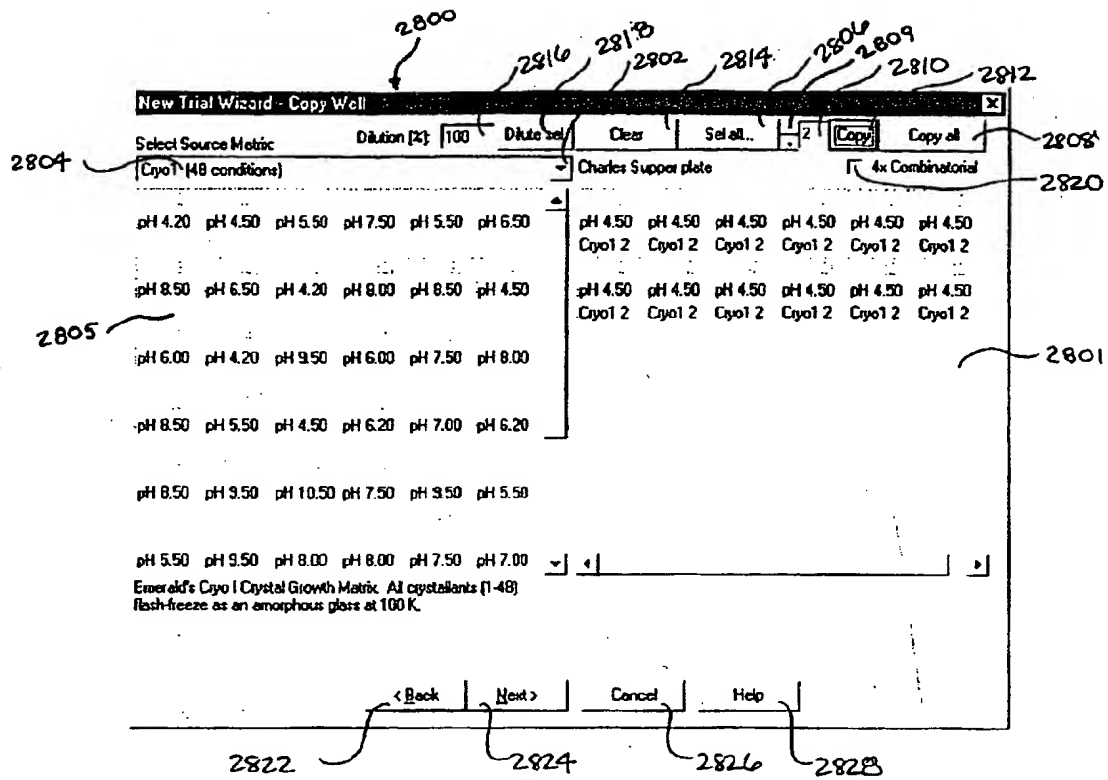 2800
2816 2818 2802 2814 2806 2809 2810 2812
New Trial Wizard - Copy Well
Select Source Metric Dilution [%]: 100 Dilute sel Clear Sel all... 2 Copy Copy all 2808
2804 Cryo1 (48 conditions) Charles Supper plate 4x Combinatorial 2820
pH 4.20 pH 4.50 pH 5.50 pH 7.50 pH 5.50 pH 6.50 pH 4.50 pH 4.50 pH 4.50 pH 4.50 pH 4.50 pH 4.50
Cryo1 2 Cryo1 2 Cryo1 2 Cryo1 2 Cryo1 2 Cryo1 2
pH 8.50 pH 6.50 pH 4.20 pH 8.00 pH 8.50 pH 4.50 pH 4.50 pH 4.50 pH 4.50 pH 4.50 pH 4.50 pH 4.50
2805 Cryo1 2 Cryo1 2 Cryo1 2 Cryo1 2 Cryo1 2 Cryo1 2
pH 6.00 pH 4.20 pH 9.50 pH 6.00 pH 7.50 pH 8.00 2801
pH 8.50 pH 5.50 pH 4.50 pH 6.20 pH 7.00 pH 6.20
pH 8.50 pH 9.50 pH 10.50 pH 7.50 pH 9.50 pH 5.50
pH 5.50 pH 9.50 pH 8.00 pH 8.00 pH 7.50 pH 7.00
Emerald's Cryo I Crystal Growth Matrix. All crystallants [1-48]
flash-freeze as an amorphous glass at 100 K.
< Back Next > Cancel Help
2822 2824 2826 2828